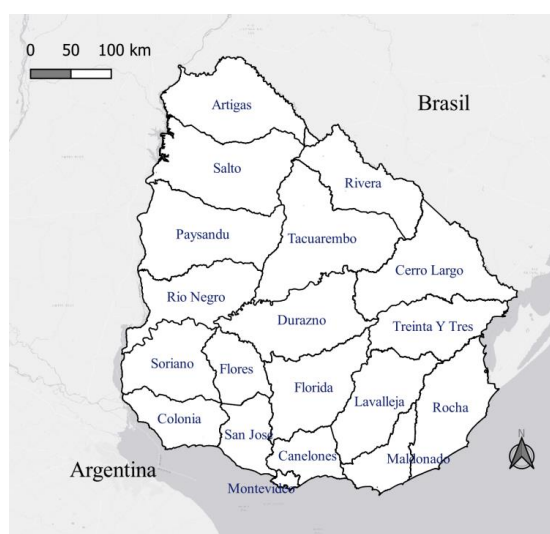 0 50 100 km
Brasil
Artigas
Salto
Rivera
Paysandu
Tacuarembo
Cerro Largo
Rio Negro
Durazno
Treinta Y Tres
Soriano
Flores
Florida
Lavalleja
Rocha
Colonia
San José
Canelones
Maldonado
Argentina
Montevideo
N